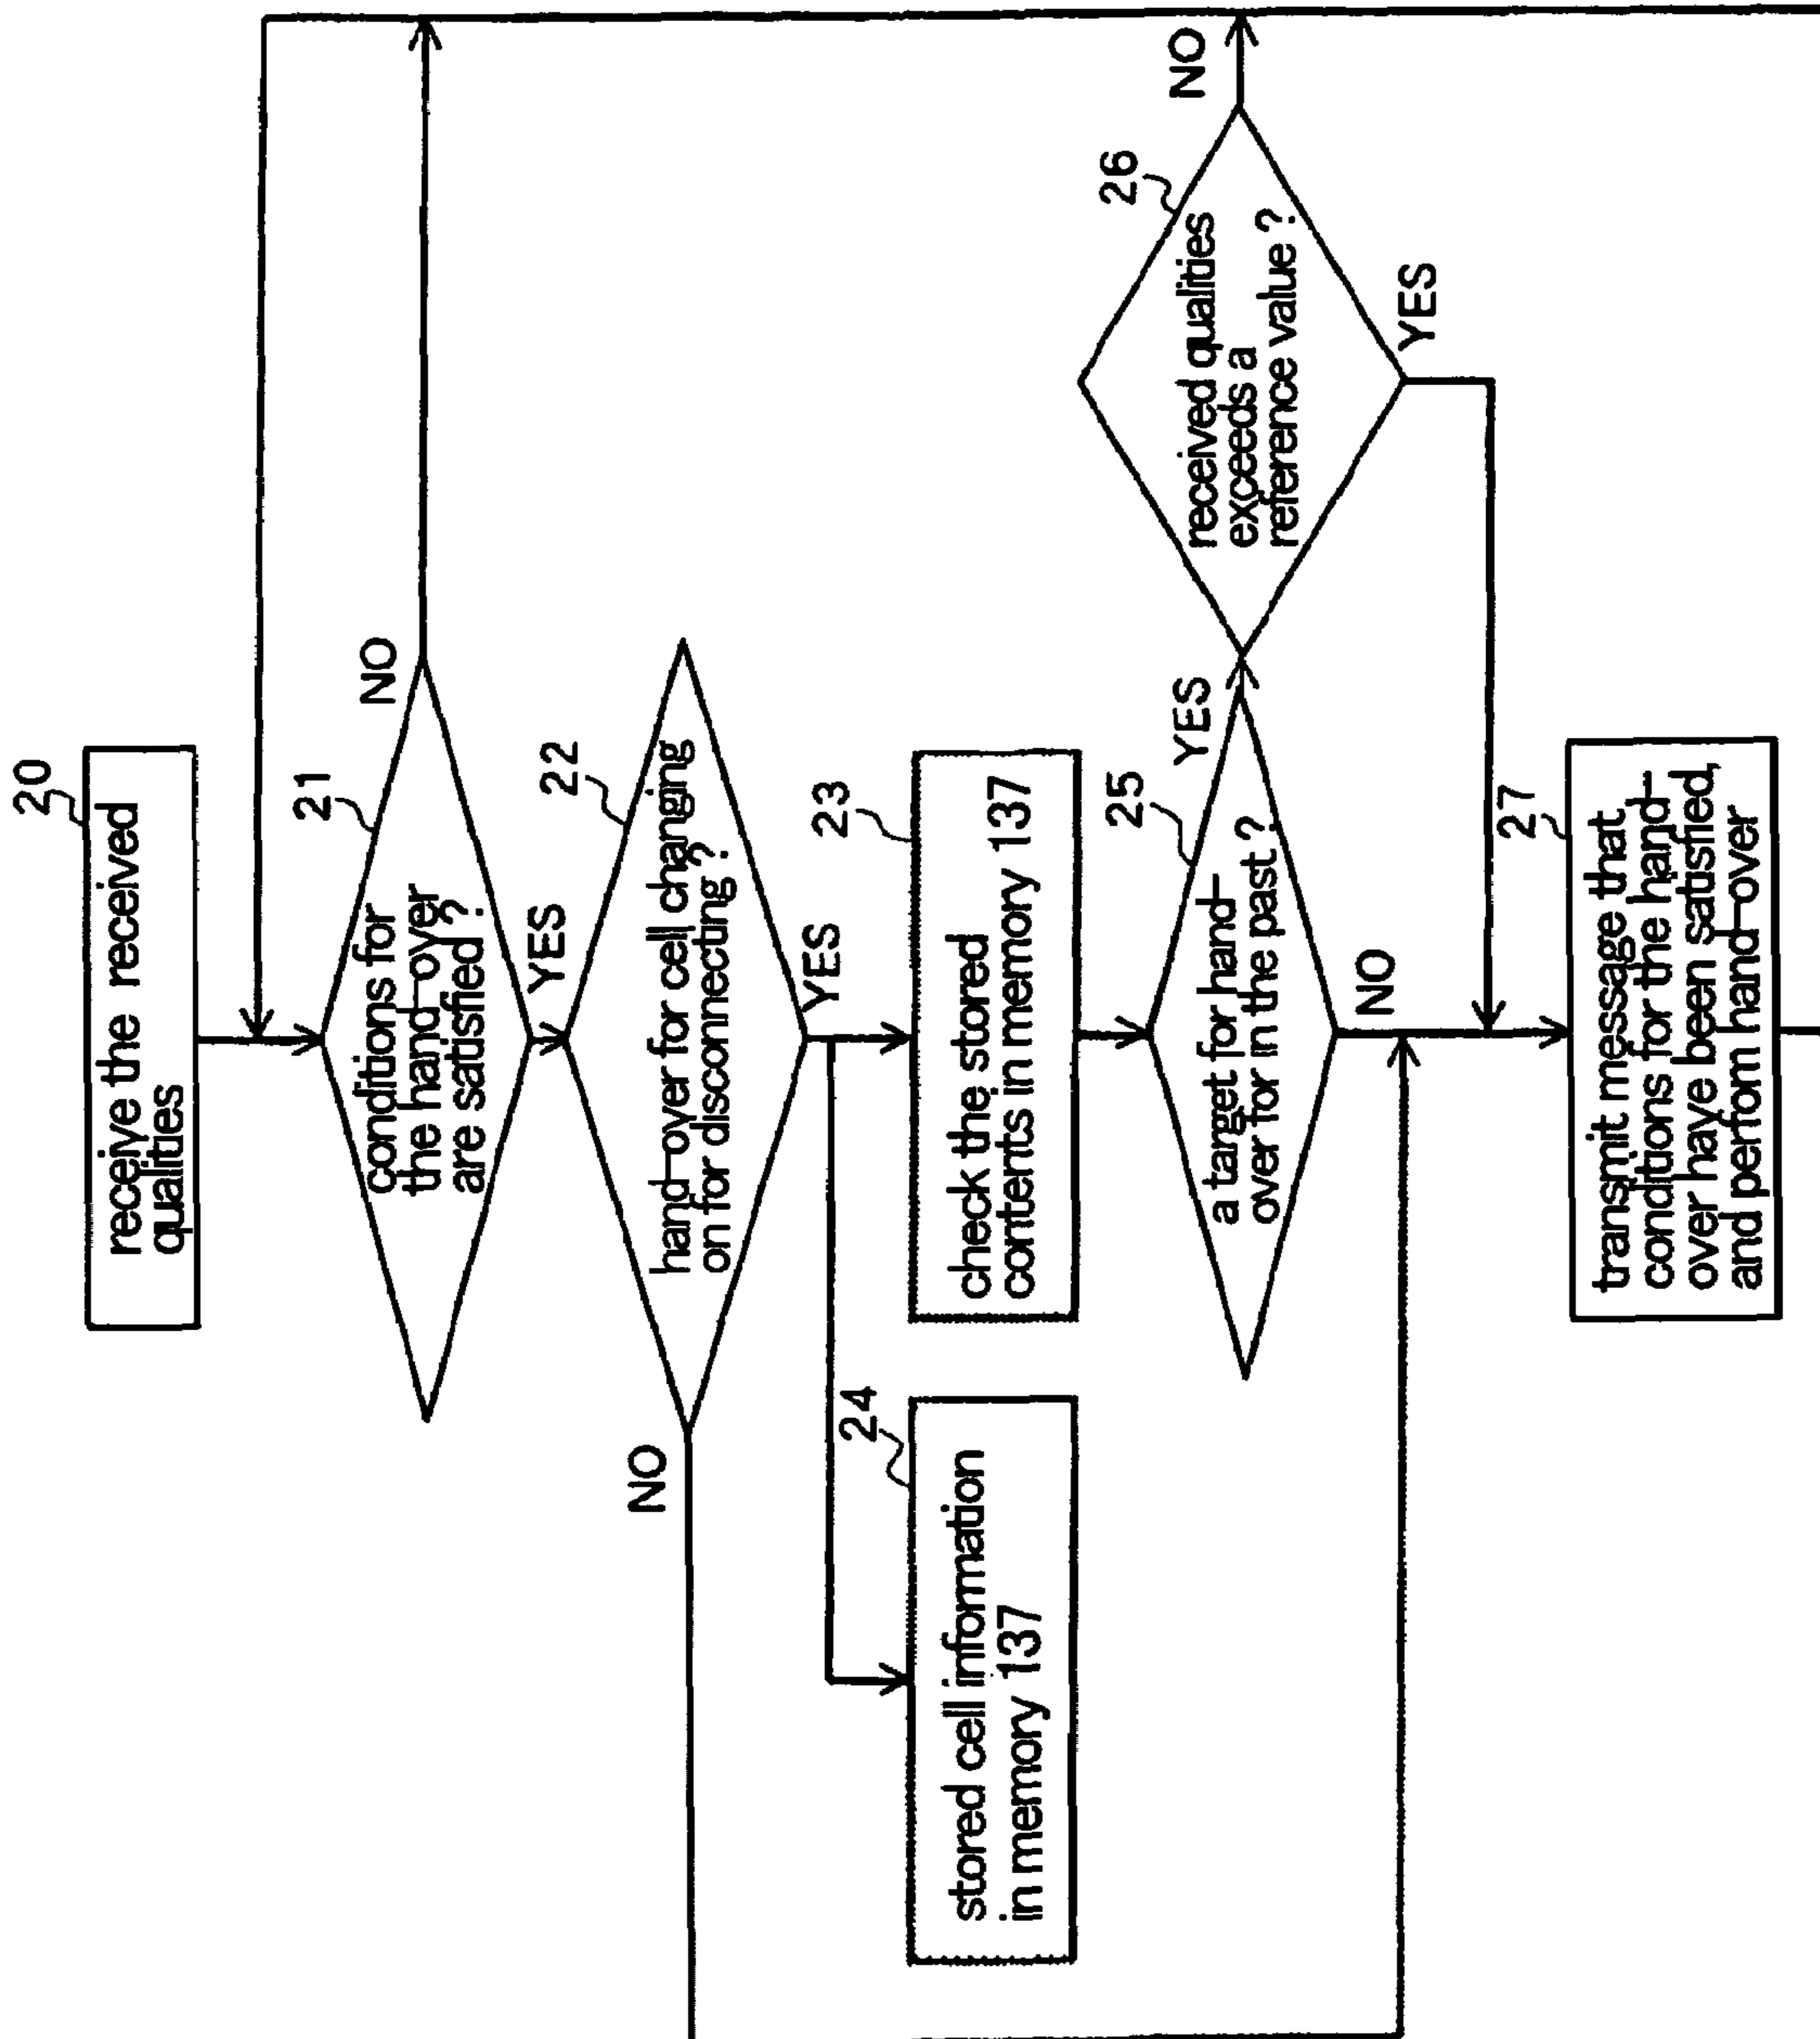 20
receive the received
qualities
21
conditions for
the hand-over
are satisfied ?
NO
YES
22
hand-over for cell changing
on for disconnecting ?
NO
YES
23
check the stored
contents in memory 137
24
stored cell information
in memory 137
25
a target for hand-
over for in the past ?
YES
NO
26
received qualities
exceeds a
reference value ?
NO
YES
27
transmit message that
conditions for the hand-
over have been satisfied,
and perfom hand-over